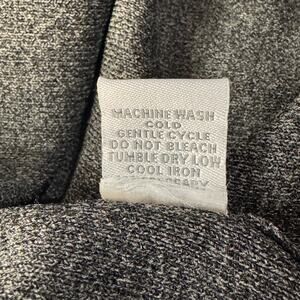 MACHINE WASH
COLD
GENTLE CYCLE
DO NOT BLEACH
TUMBLE DRY LOW
COOL IRON